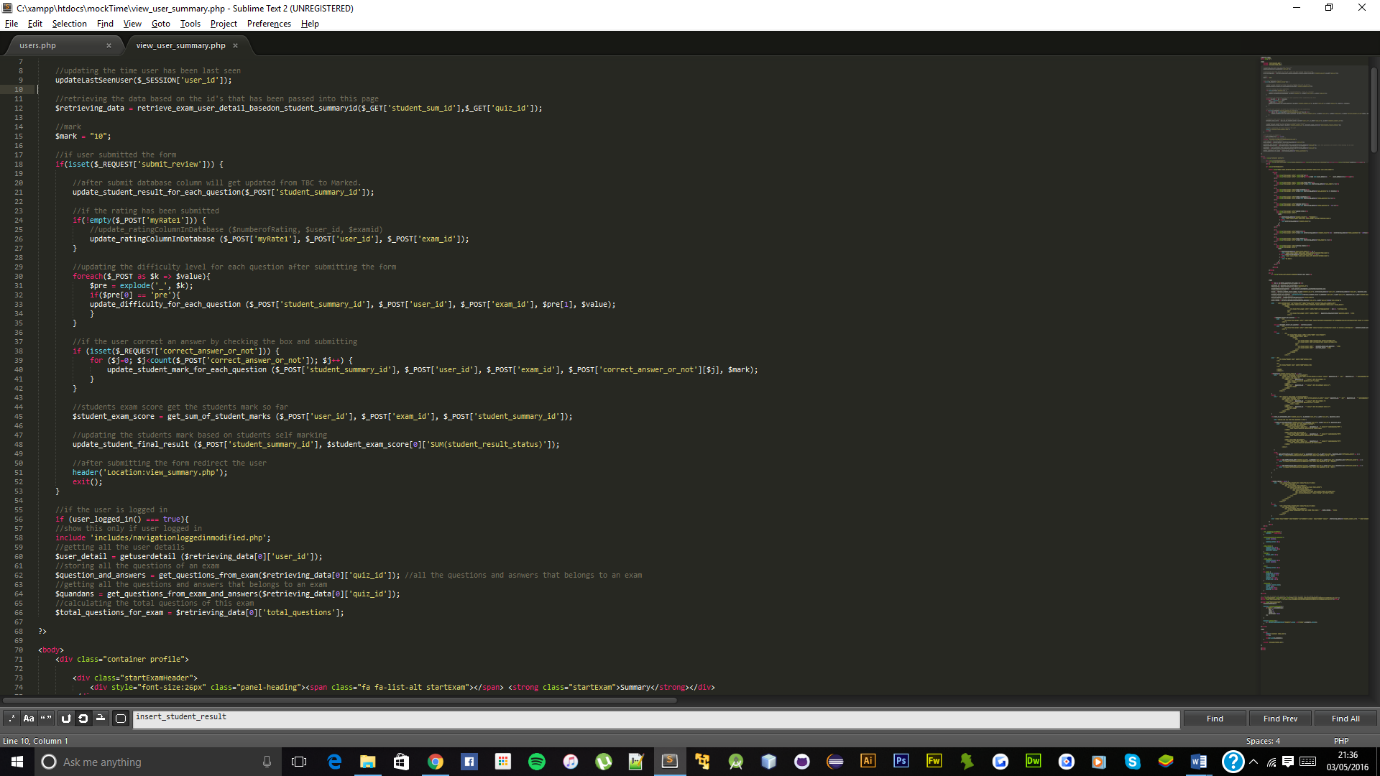 C:\xampp\htdocs\mockTime\view_user_summary.php - Sublime Text 2 (UNREGISTERED)
File Edit Selection Find View Goto Tools Project Preferences Help
users.php × view_user_summary.php ×
7
8 //updating the time user has been last seen
9 updateLastSeenUser($_SESSION['user_id']);
10
11 //retrieving the data based on the id's that has been passed into this page
12 $retrieving_data = retrieve_exam_user_detail_basedon_student_summaryid($_GET['student_sum_id'],$_GET['quiz_id']);
13
14 //mark
15 $mark = "10";
16
17 //if user submitted the form
18 if(isset($_REQUEST['submit_review'])) {
19
20 //after submit database column will get updated from TBC to Marked.
21 update_student_result_for_each_question($_POST['student_summary_id']);
22
23 //if the rating has been submitted
24 if(!empty($_POST['myRate1'])) {
25 //update_ratingColumnInDatabase ($numberofRating, $user_id, $examid)
26 update_ratingColumnInDatabase ($_POST['myRate1'], $_POST['user_id'], $_POST['exam_id']);
27 }
28
29 //updating the difficulty level for each question after submitting the form
30 foreach($_POST as $k => $value){
31 $pre = explode('_', $k);
32 if($pre[0] == 'pre'){
33 update_difficulty_for_each_question ($_POST['student_summary_id'], $_POST['user_id'], $_POST['exam_id'], $pre[1], $value);
34 }
35 }
36
37 //if the user correct an answer by checking the box and submitting
38 if (isset($_REQUEST['correct_answer_or_not'])) {
39 for ($j=0; $j<count($_POST['correct_answer_or_not']); $j++) {
40 update_student_mark_for_each_question ($_POST['student_summary_id'], $_POST['user_id'], $_POST['exam_id'], $_POST['correct_answer_or_not'][$j], $mark);
41 }
42 }
43
44 //students exam score get the students mark so far
45 $student_exam_score = get_sum_of_student_marks ($_POST['user_id'], $_POST['exam_id'], $_POST['student_summary_id']);
46
47 //updating the students mark based on students self marking
48 update_student_final_result ($_POST['student_summary_id'], $student_exam_score[0]['SUM(student_result_status)']);
49
50 //after submitting the form redirect the user
51 header('Location:view_summary.php');
52 exit();
53 }
54
55 //if the user is logged in
56 if (user_logged_in() === true){
57 //show this only if user logged in
58 include 'includes/navigationloggedinmodified.php';
59 //getting all the user details
60 $user_detail = getuserdetail ($retrieving_data[0]['user_id']);
61 //storing all the questions of an exam
62 $question_and_answers = get_questions_from_exam($retrieving_data[0]['quiz_id']); //all the questions and asnwers that belongs to an exam
63 //getting all the questions and answers that belongs to an exam
64 $quandans = get_questions_from_exam_and_answers($retrieving_data[0]['quiz_id']);
65 //calculating the total questions of this exam
66 $total_questions_for_exam = $retrieving_data[0]['total_questions'];
67
68 ?>
69
70 <body>
71 <div class="container profile">
72
73 <div class="startExamHeader">
74 <div style="font-size:26px" class="panel-heading"><span class="fa fa-list-alt startExam"></span> <strong class="startExam">Summary</strong></div>
.* Aa “” insert_student_result Find Find Prev Find All
Line 10, Column 1 Spaces: 4 PHP
Ask me anything
Ai Ps Fw Dw
21:36
03/05/2016